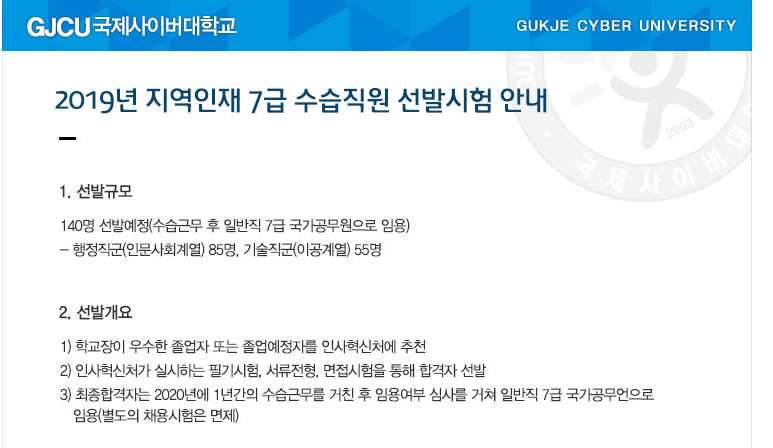 GJCU 국제사이버대학교
GUKJE CYBER UNIVERSITY
2019년 지역인재 7급 수습직원 선발시험 안내
2009
국제사이버대
1. 선발규모
140명 선발예정(수습근무 후 일반직 7급 국가공무원으로 임용)
- 행정직군(인문사회계열) 85명, 기술직군(이공계열) 55명
2. 선발개요
1) 학교장이 우수한 졸업자 또는 졸업예정자를 인사혁신처에 추천
2) 인사혁신처가 실시하는 필기시험, 서류전형, 면접시험을 통해 합격자 선발
3) 최종합격자는 2020년에 1년간의 수습근무를 거친 후 임용여부 심사를 거쳐 일반직 7급 국가공무언으로
임용(별도의 채용시험은 면제)